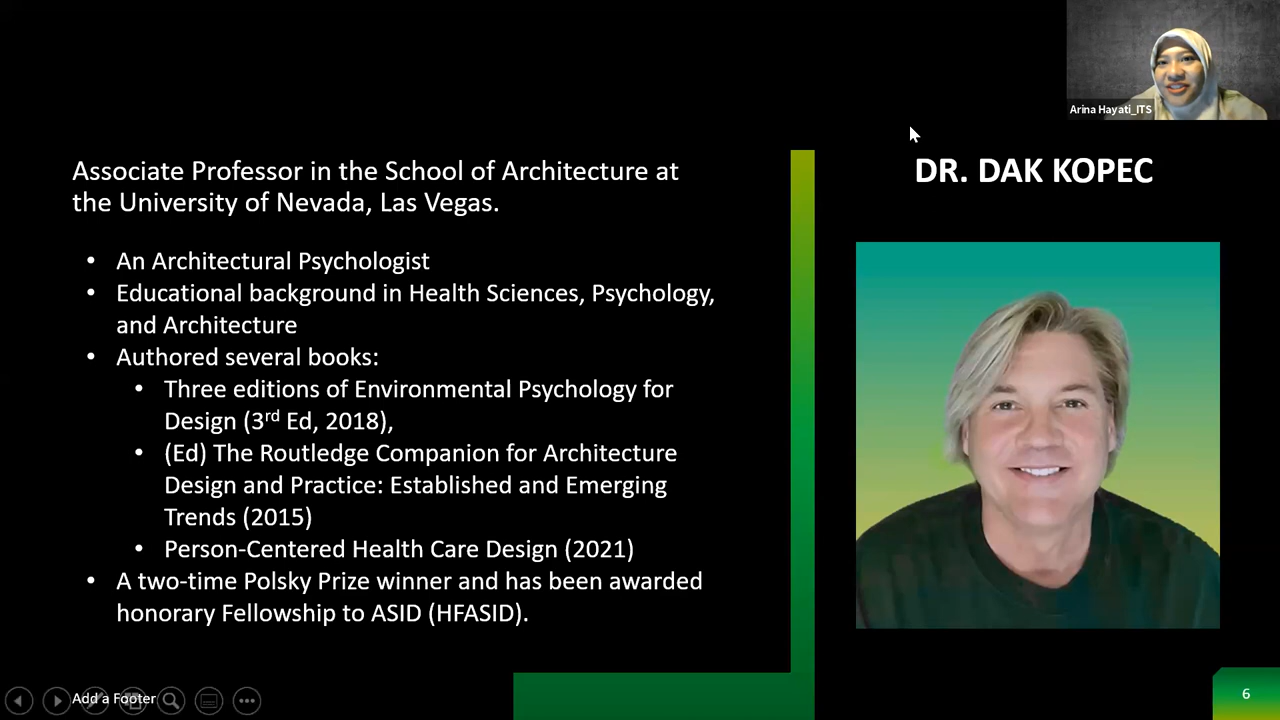 Arina Hayati_ITS
Associate Professor in the School of Architecture at
the University of Nevada, Las Vegas.
• An Architectural Psychologist
• Educational background in Health Sciences, Psychology,
and Architecture
• Authored several books:
• Three editions of Environmental Psychology for
Design (3rd Ed, 2018),
• (Ed) The Routledge Companion for Architecture
Design and Practice: Established and Emerging
Trends (2015)
• Person-Centered Health Care Design (2021)
• A two-time Polsky Prize winner and has been awarded
honorary Fellowship to ASID (HFASID).
DR. DAK KOPEC
Add a Footer
6